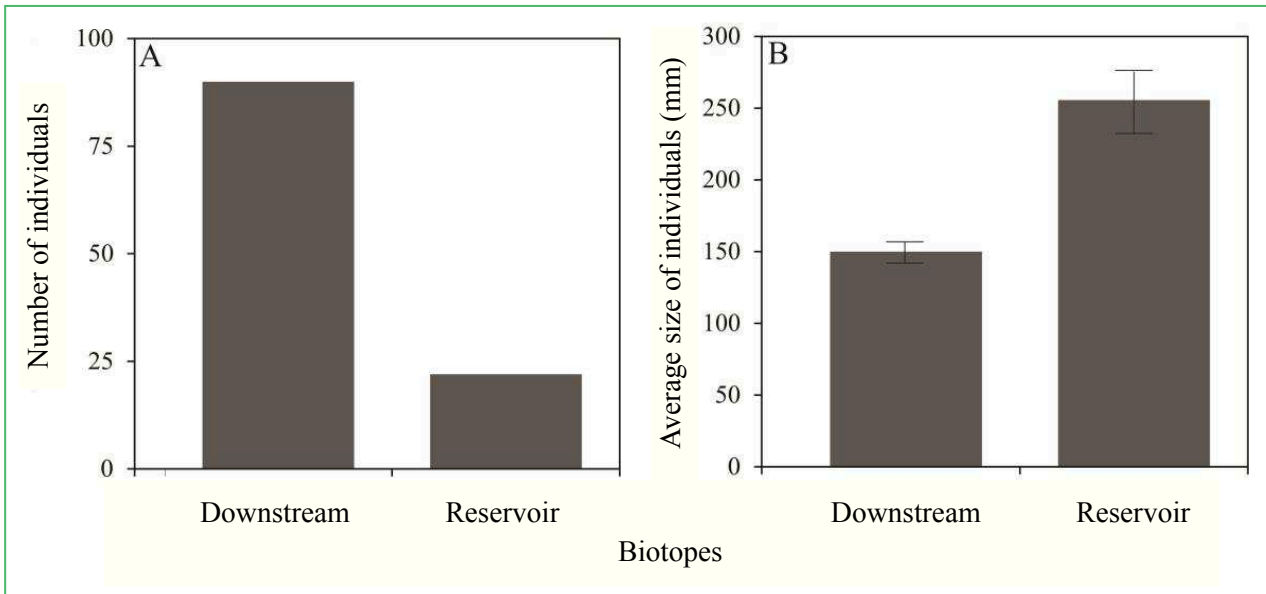 A
Number of individuals
100
75
50
25
0
Downstream
Reservoir
B
Average size of individuals (mm)
300
250
200
150
100
50
0
Downstream
Reservoir
Biotopes